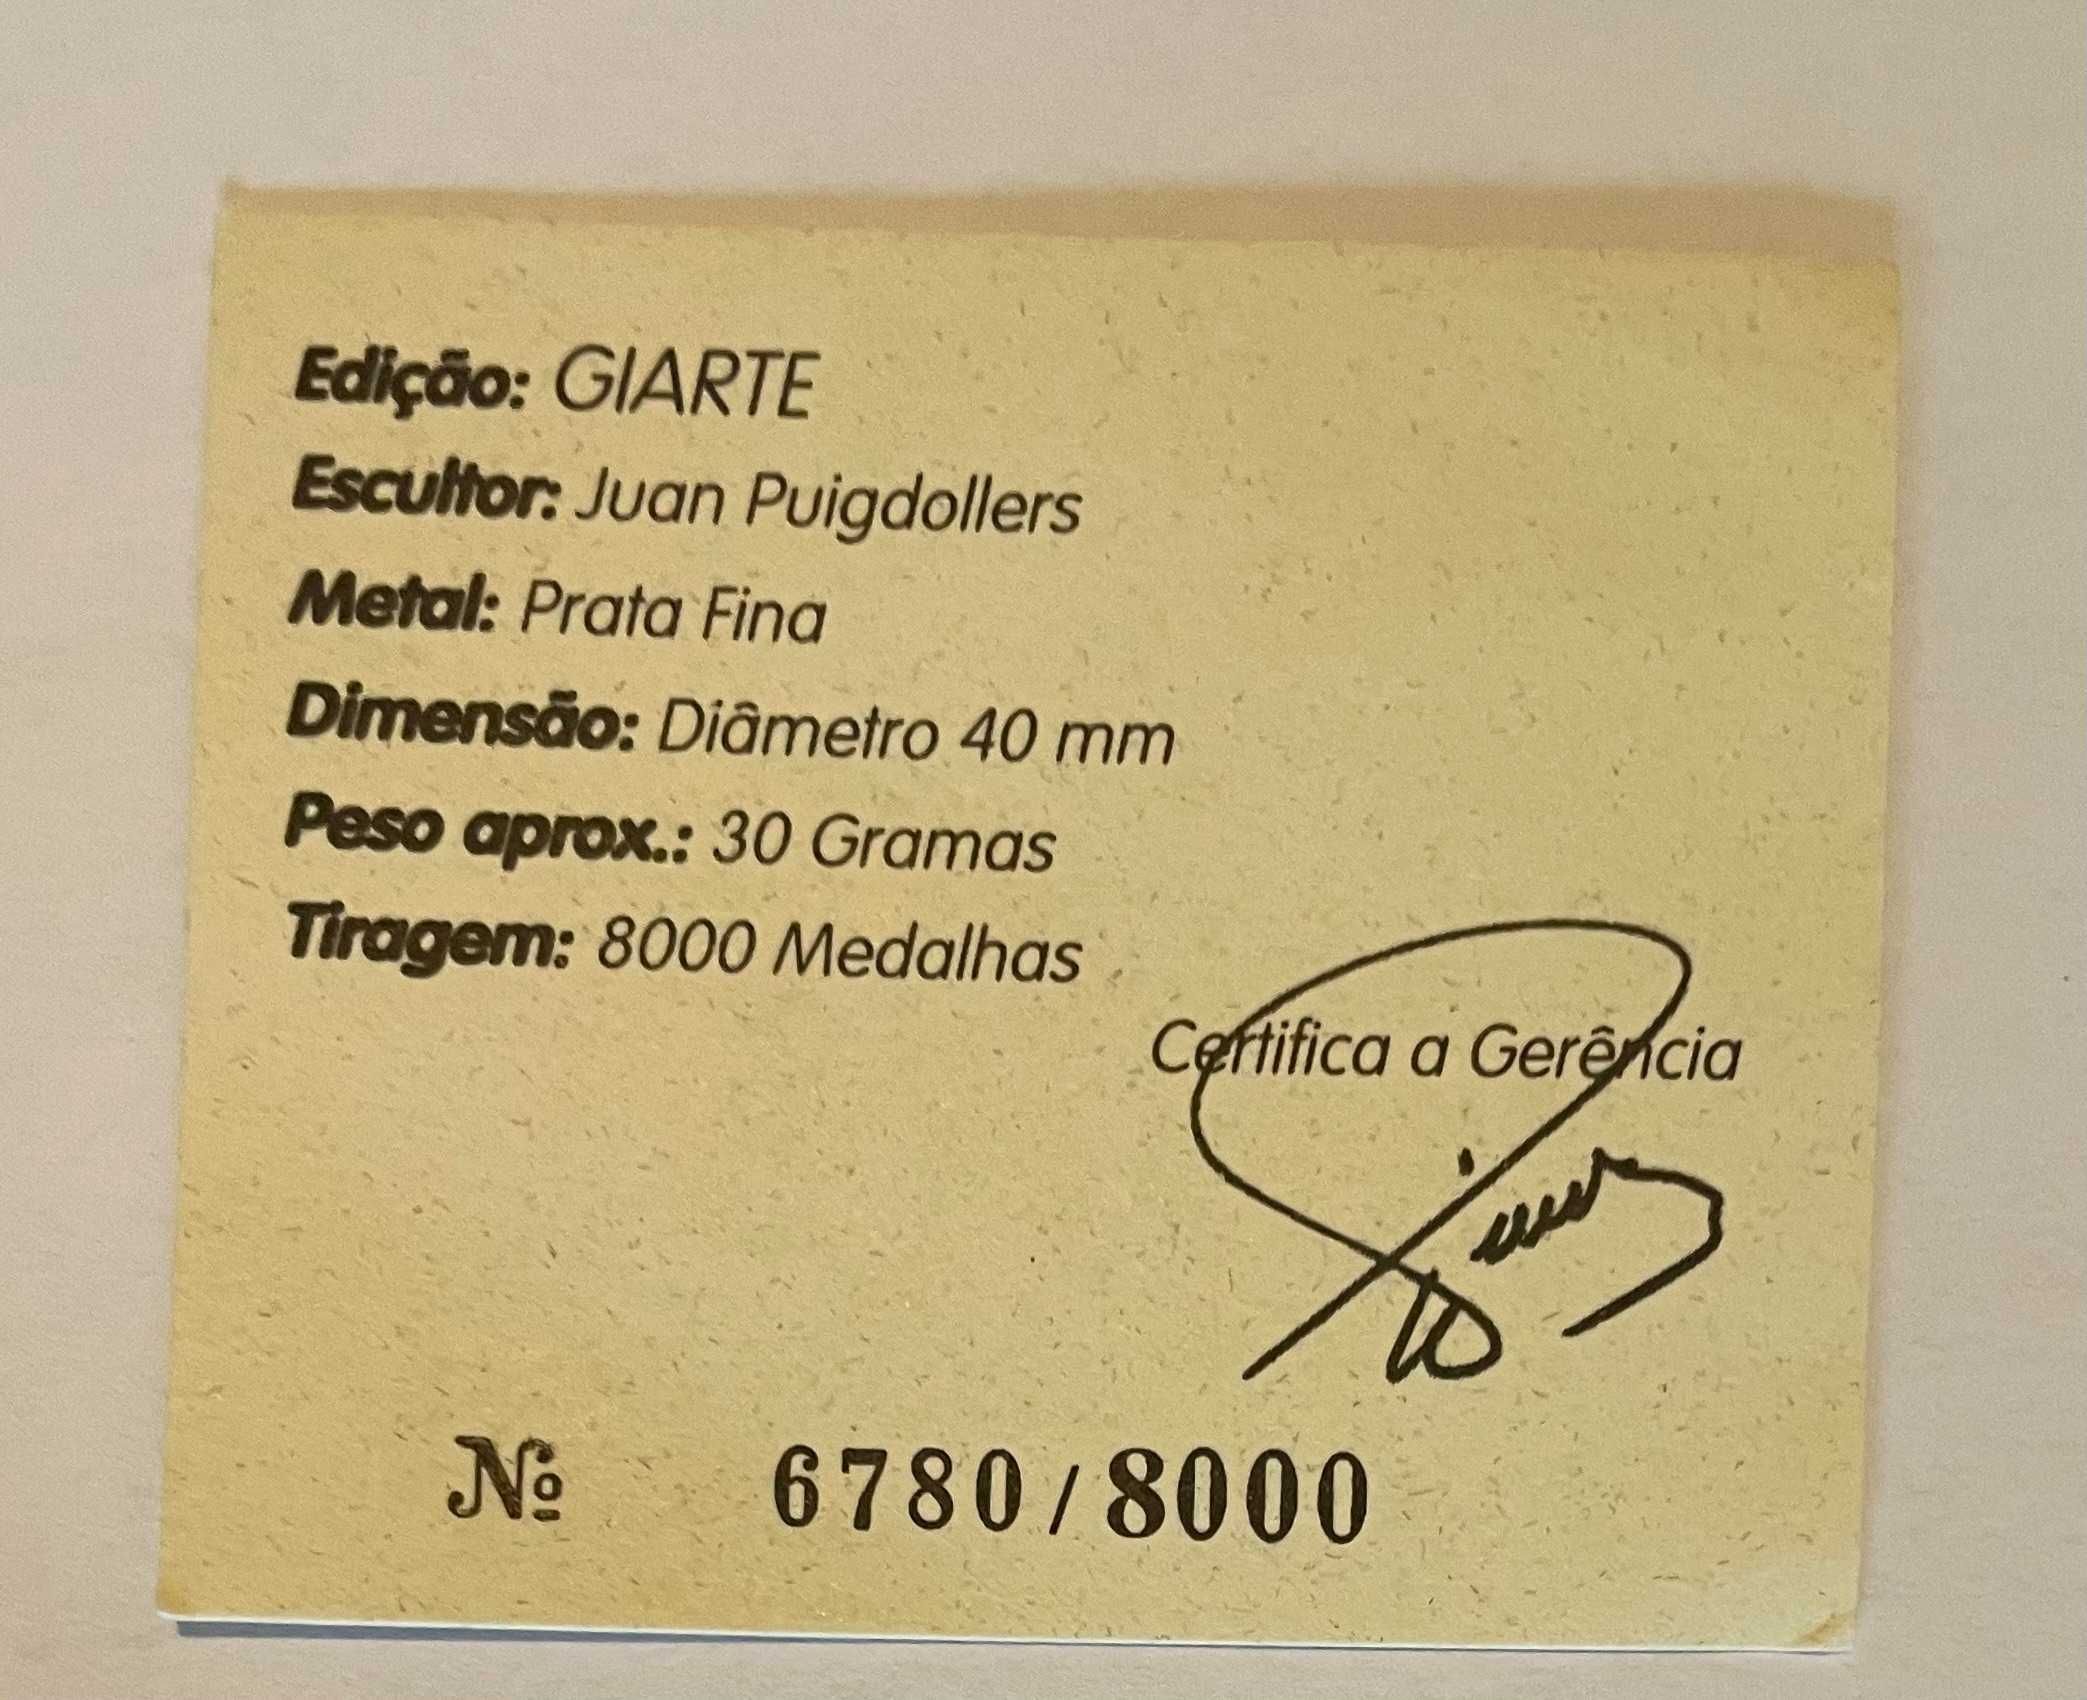 Edição: GIARTE
Escultor: Juan Puigdollers
Metal: Prata Fina
Dimensão: Diâmetro 40 mm
Peso aprox.: 30 Gramas
Tiragem: 8000 Medalhas
Certifica a Gerência
№ 6780/8000